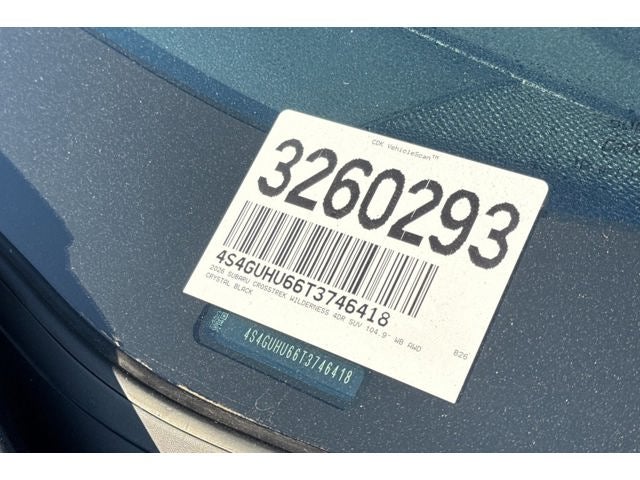 CDK VehicleScan™
3260293
4S4GUHU66T3746418
2026 SUBARU CROSSTREK WILDERNESS 4DR SUV 104.9" WB AWD
CRYSTAL BLACK
826
4S4GUHU66T3746418